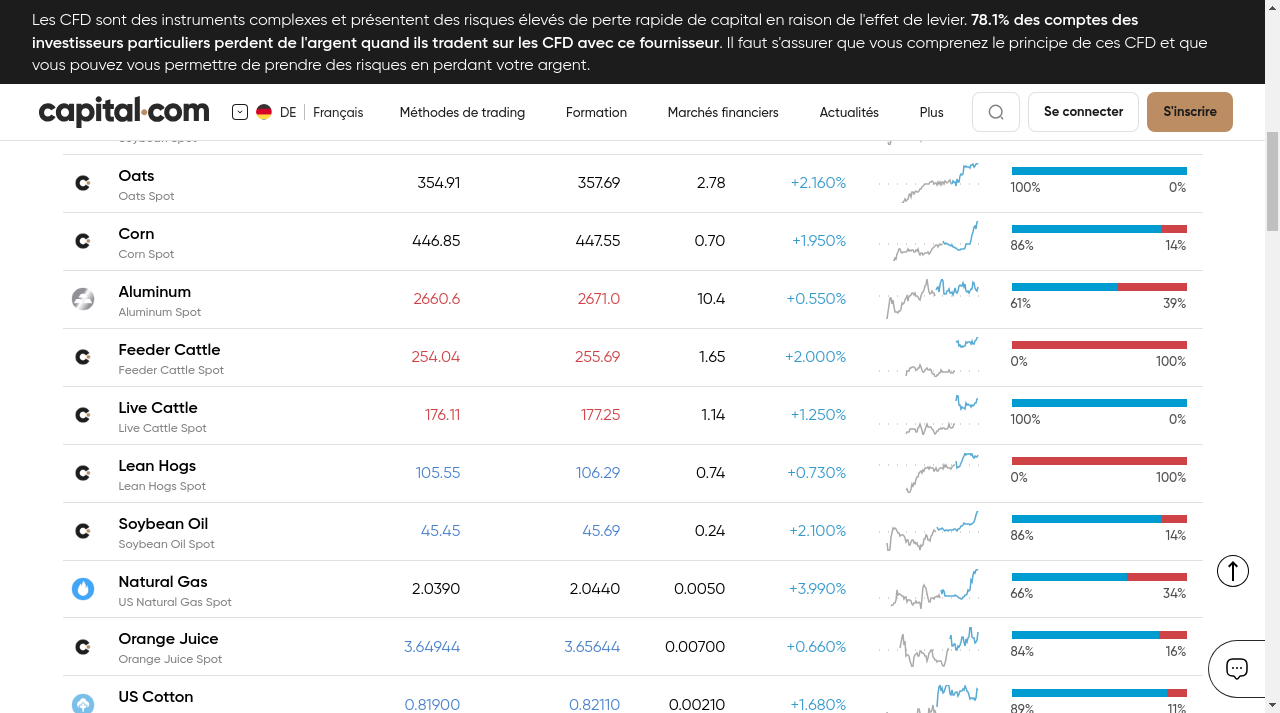 Les CFD sont des instruments complexes et présentent des risques élevés de perte rapide de capital en raison de l'effet de levier. 78.1% des comptes des
investisseurs particuliers perdent de l'argent quand ils tradent sur les CFD avec ce fournisseur. Il faut s'assurer que vous comprenez le principe de ces CFD et que
vous pouvez vous permettre de prendre des risques en perdant votre argent.
capital.com DE Français Méthodes de trading Formation Marchés financiers Actualités Plus Se connecter S'inscrire
Soybean Spot
Oats 354.91 357.69 2.78 +2.160%
Oats Spot 100% 0%
Corn 446.85 447.55 0.70 +1.950%
Corn Spot 86% 14%
Aluminum 2660.6 2671.0 10.4 +0.550%
Aluminum Spot 61% 39%
Feeder Cattle 254.04 255.69 1.65 +2.000%
Feeder Cattle Spot 0% 100%
Live Cattle 176.11 177.25 1.14 +1.250%
Live Cattle Spot 100% 0%
Lean Hogs 105.55 106.29 0.74 +0.730%
Lean Hogs Spot 0% 100%
Soybean Oil 45.45 45.69 0.24 +2.100%
Soybean Oil Spot 86% 14%
Natural Gas 2.0390 2.0440 0.0050 +3.990%
US Natural Gas Spot 66% 34%
Orange Juice 3.64944 3.65644 0.00700 +0.660%
Orange Juice Spot 84% 16%
US Cotton 0.81900 0.82110 0.00210 +1.680%
89% 11%